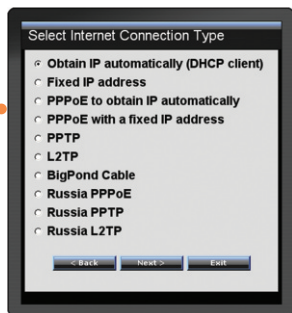 Select Internet Connection Type
Obtain IP automatically (DHCP client)
Fixed IP address
PPPoE to obtain IP automatically
PPPoE with a fixed IP address
PPTP
L2TP
BigPond Cable
Russia PPPoE
Russia PPTP
Russia L2TP
< Back Next > Exit